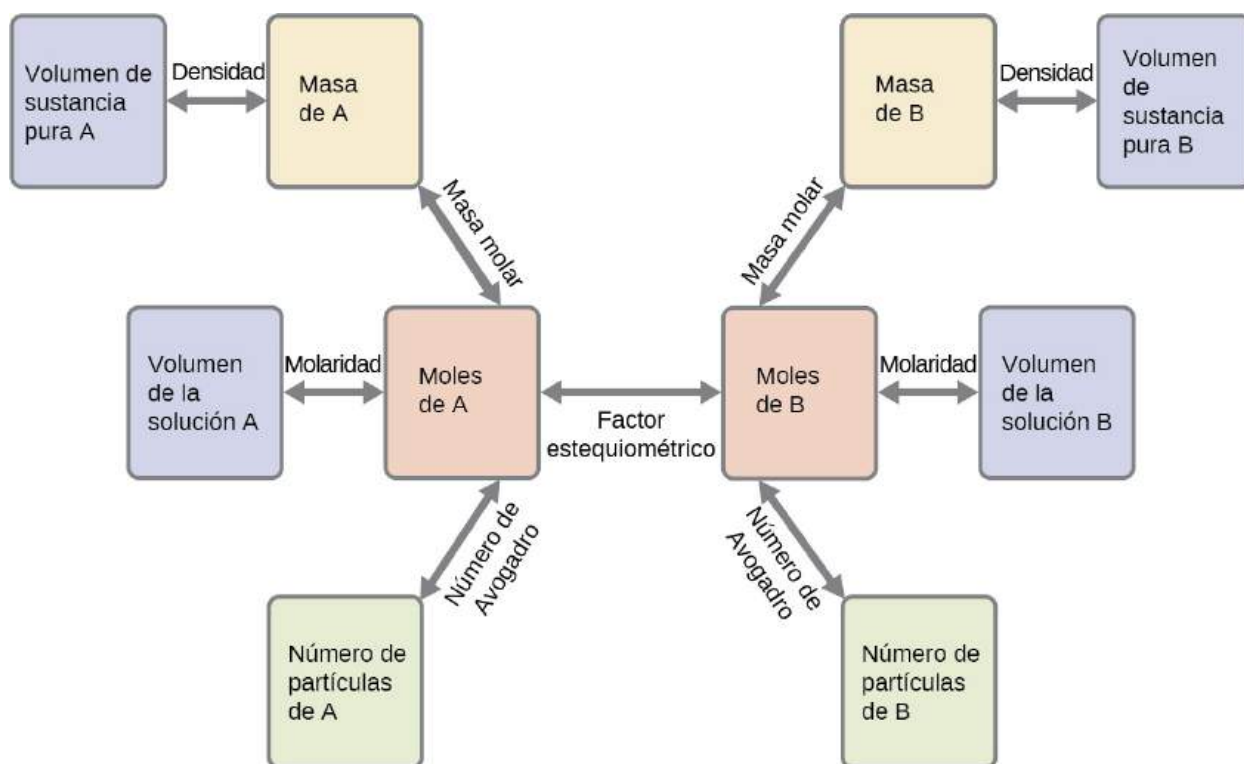 Volumen de
sustancia
pura A
Densidad
Masa
de A
Masa
de B
Densidad
Volumen
de
sustancia
pura B
Masa molar
Masa molar
Volumen
de la
solución A
Molaridad
Moles
de A
Factor
estequiométrico
Moles
de B
Molaridad
Volumen
de la
solución B
Número de
Avogadro
Número de
Avogadro
Número de
partículas
de A
Número de
partículas
de B